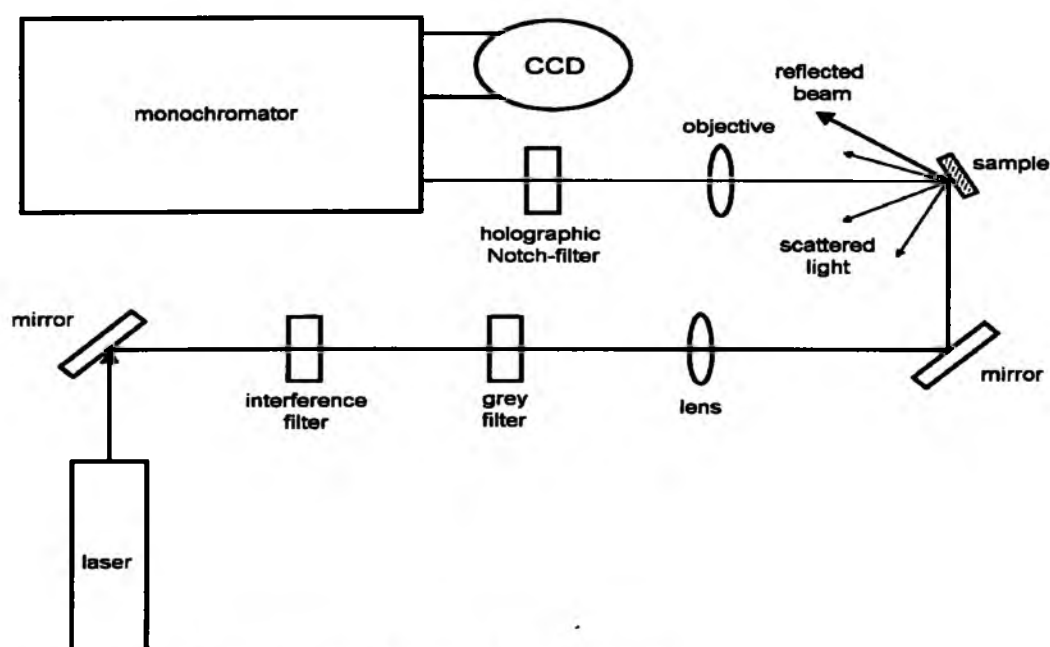 CCD
monochromator
reflected
beam
objective
sample
holographic
Notch-filter
scattered
light
mirror
interference
filter
grey
filter
lens
mirror
laser